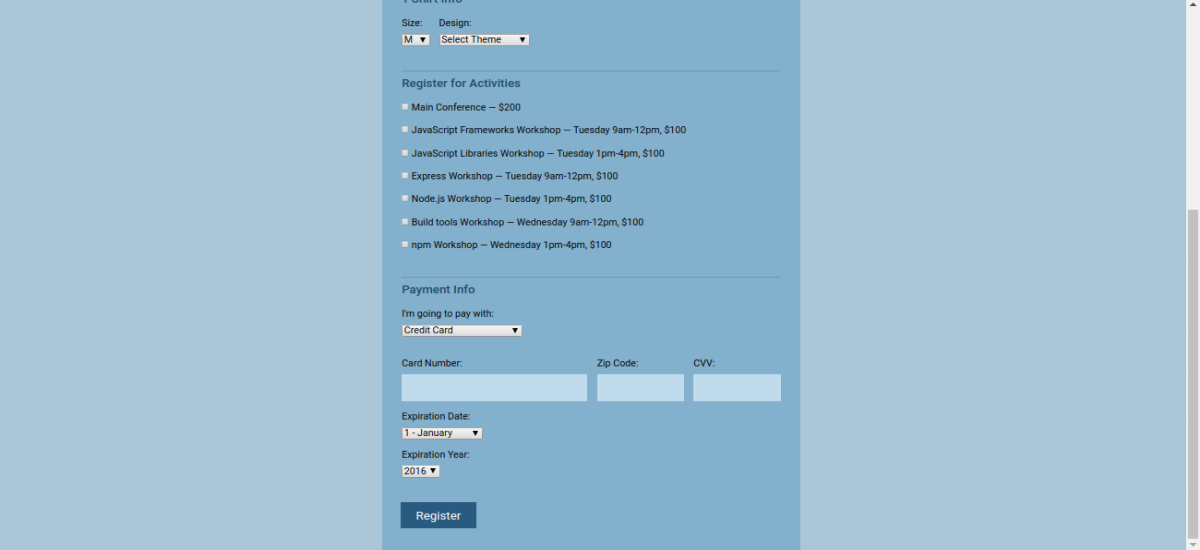 T-Shirt Info
Size: Design:
M Select Theme
Register for Activities
Main Conference — $200
JavaScript Frameworks Workshop — Tuesday 9am-12pm, $100
JavaScript Libraries Workshop — Tuesday 1pm-4pm, $100
Express Workshop — Tuesday 9am-12pm, $100
Node.js Workshop — Tuesday 1pm-4pm, $100
Build tools Workshop — Wednesday 9am-12pm, $100
npm Workshop — Wednesday 1pm-4pm, $100
Payment Info
I'm going to pay with:
Credit Card
Card Number: Zip Code: CVV:
Expiration Date:
1 - January
Expiration Year:
2016
Register